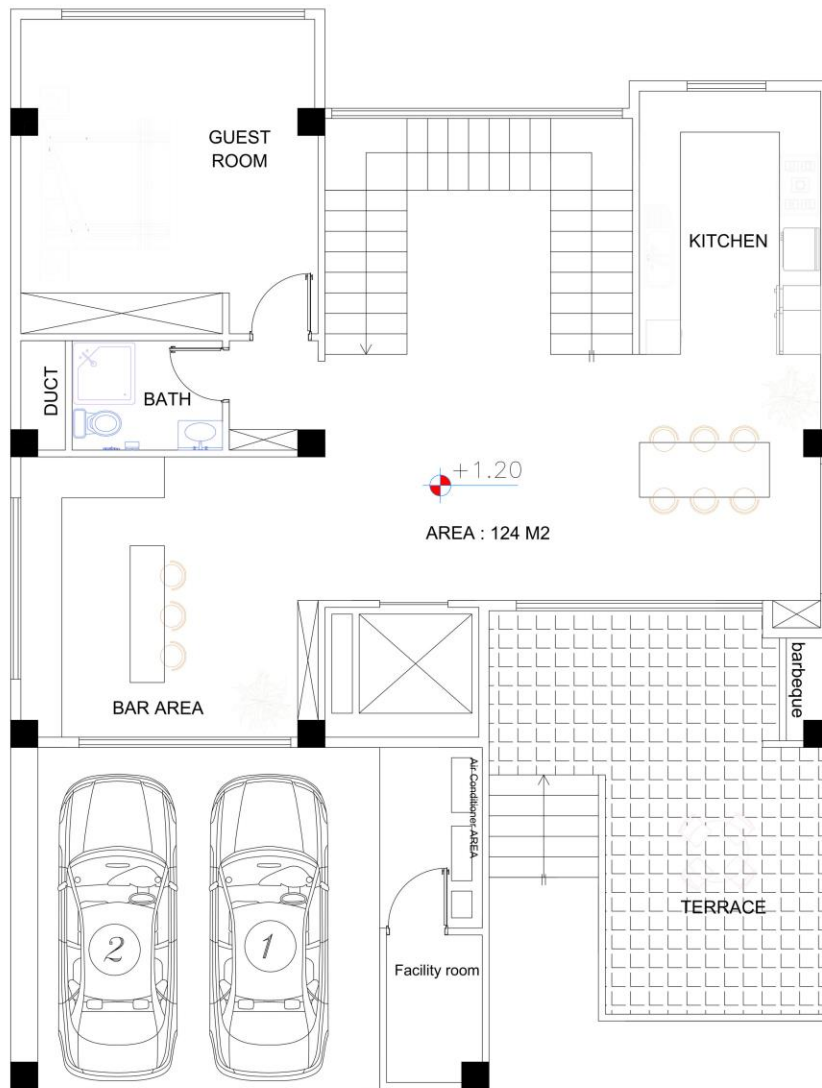 GUEST
ROOM
KITCHEN
DUCT
BATH
+1.20
AREA : 124 M2
BAR AREA
barbeque
Air Conditioner AREA
2
1
TERRACE
Facility room